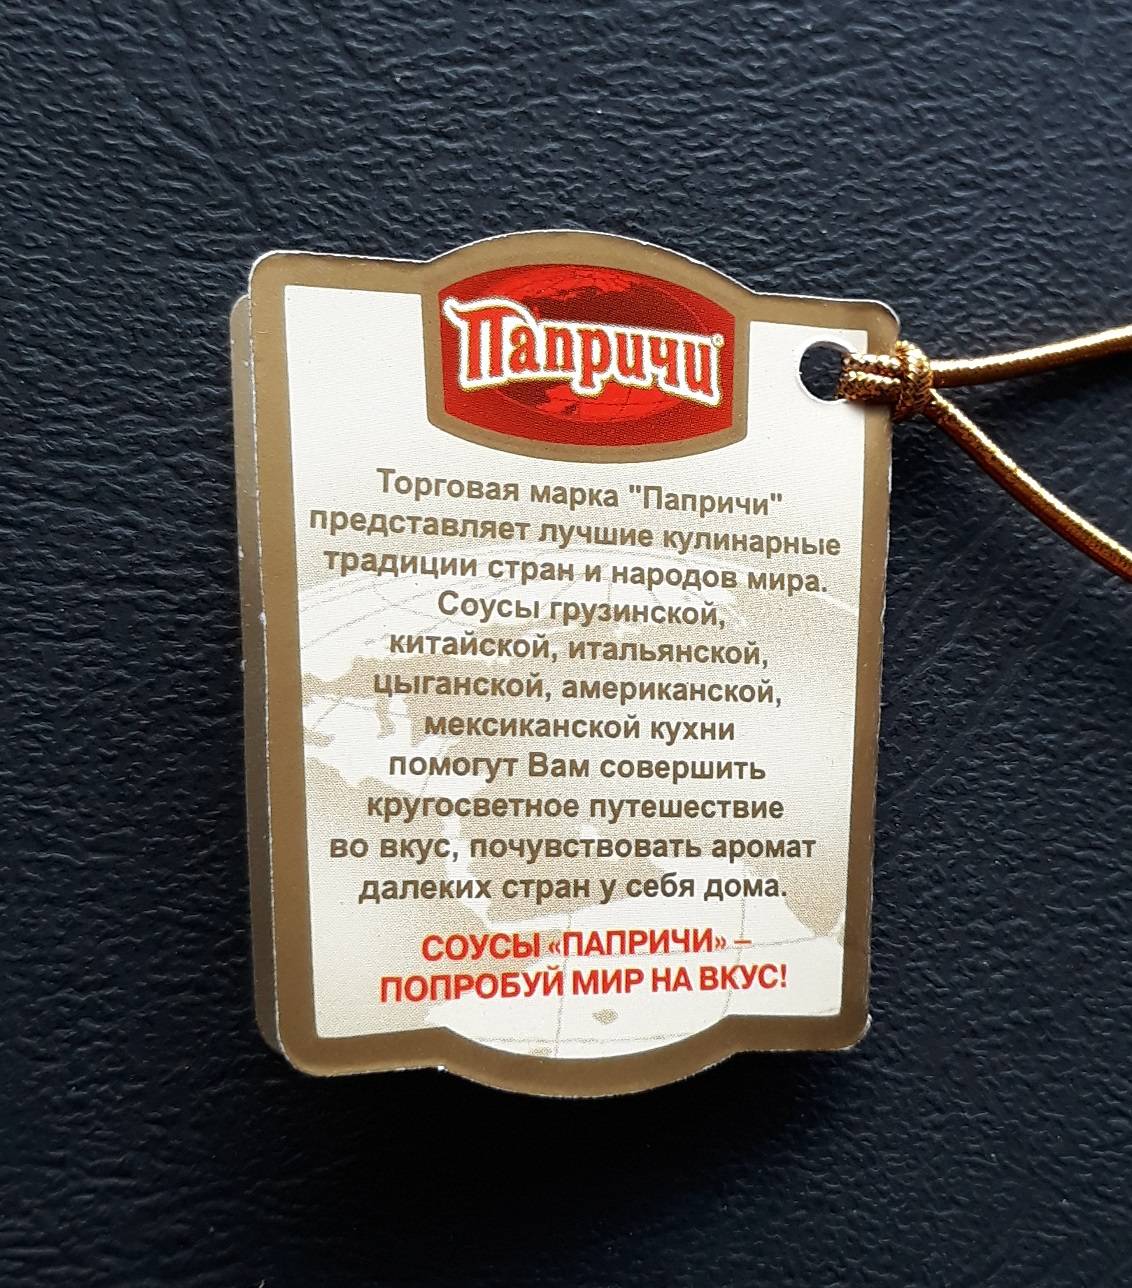 Папричи®
Торговая марка "Папричи"
представляет лучшие кулинарные
традиции стран и народов мира.
Соусы грузинской,
китайской, итальянской,
цыганской, американской,
мексиканской кухни
помогут Вам совершить
кругосветное путешествие
во вкус, почувствовать аромат
далеких стран у себя дома.
СОУСЫ «ПАПРИЧИ» –
ПОПРОБУЙ МИР НА ВКУС!